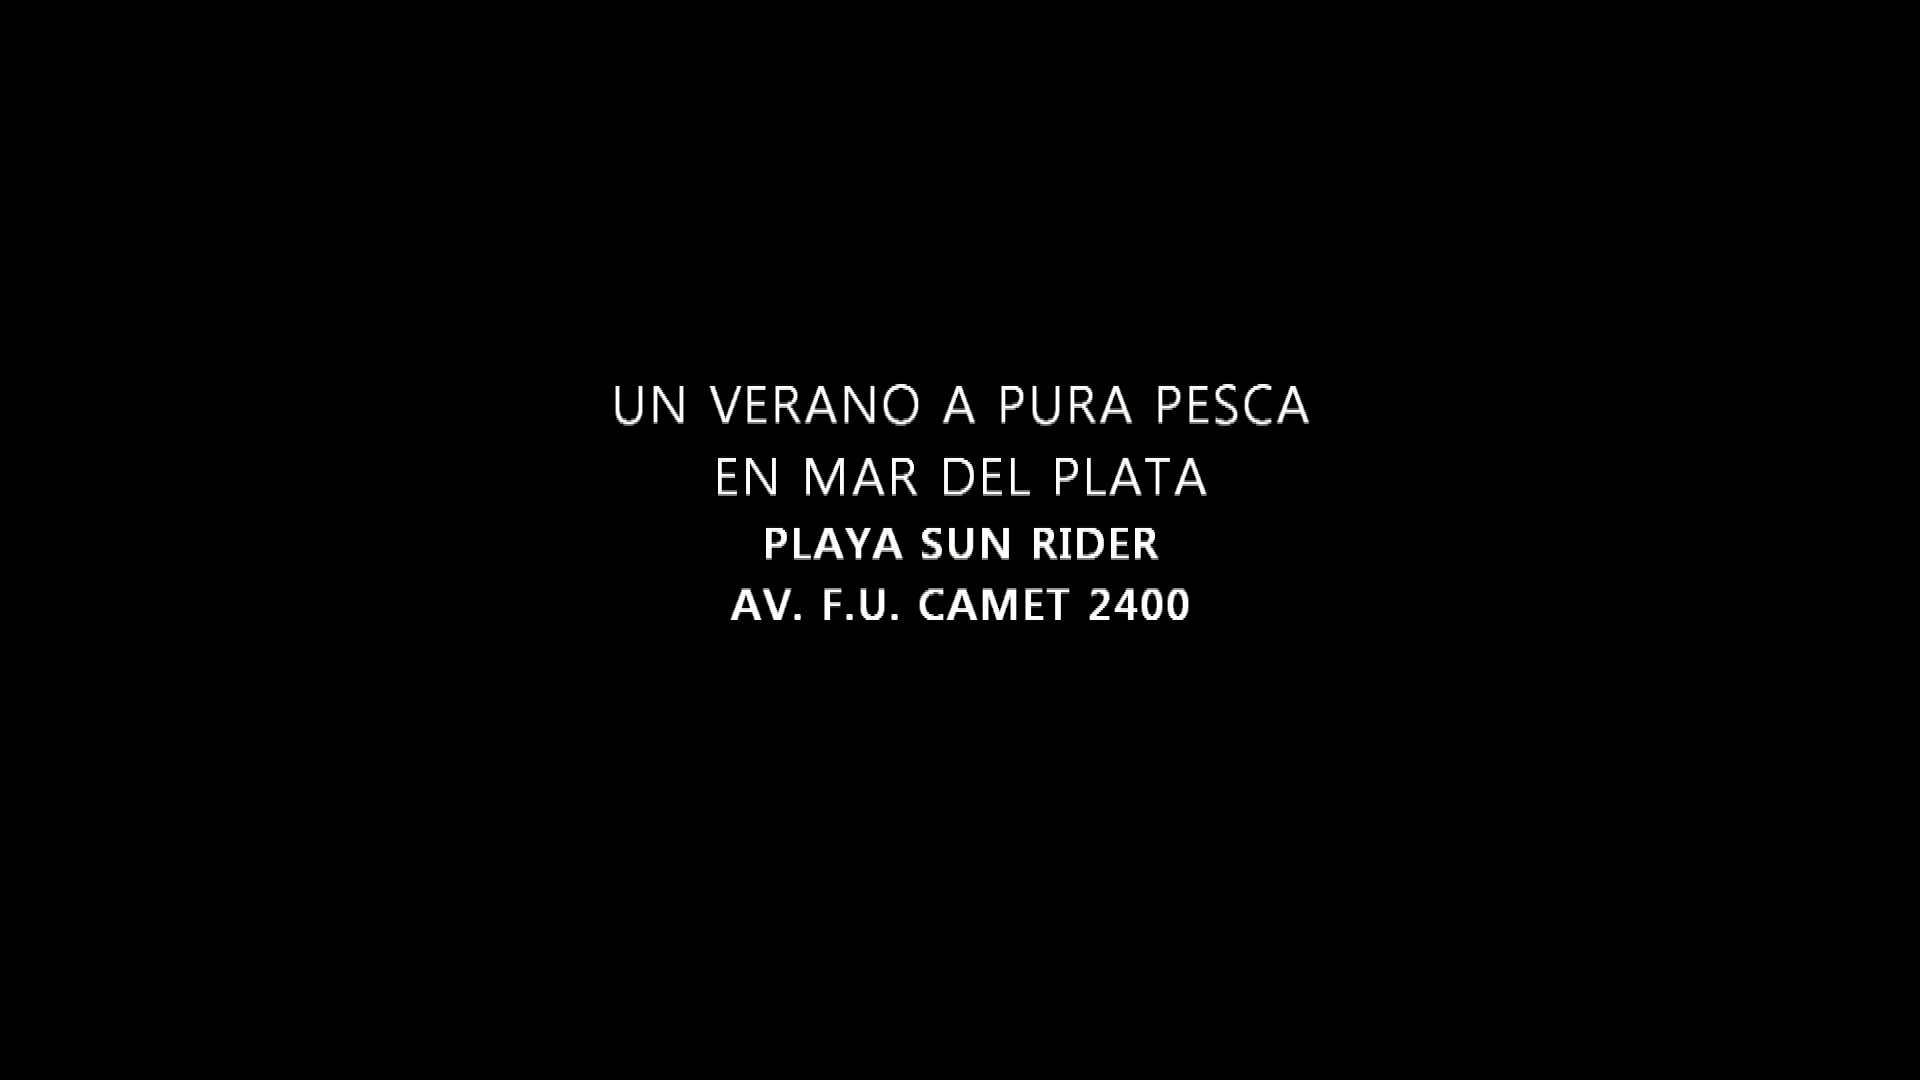 UN VERANO A PURA PESCA
EN MAR DEL PLATA
PLAYA SUN RIDER
AV. F.U. CAMET 2400